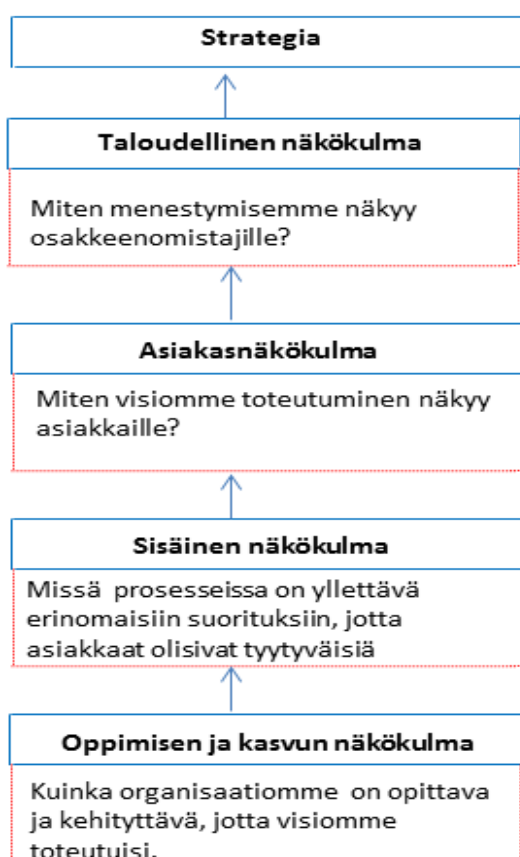 Strategia
Taloudellinen näkökulma
Miten menestymisemme näkyy
osakkeenomistajille?
Asiakasnäkökulma
Miten visiomme toteutuminen näkyy
asiakkaille?
Sisäinen näkökulma
Missä prosesseissa on yllettävä
erinomaisiin suorituksiin, jotta
asiakkaat olisivat tyytyväisiä
Oppimisen ja kasvun näkökulma
Kuinka organisaatiomme on opittava
ja kehityttävä, jotta visiomme
toteutuisi.